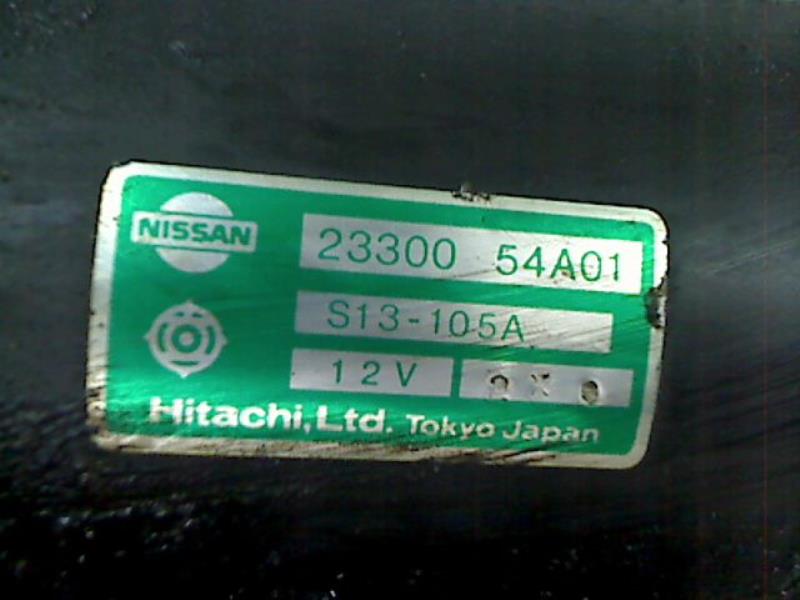 NISSAN
23300 54A01
S13-105A
12V
Hitachi, Ltd. Tokyo Japan